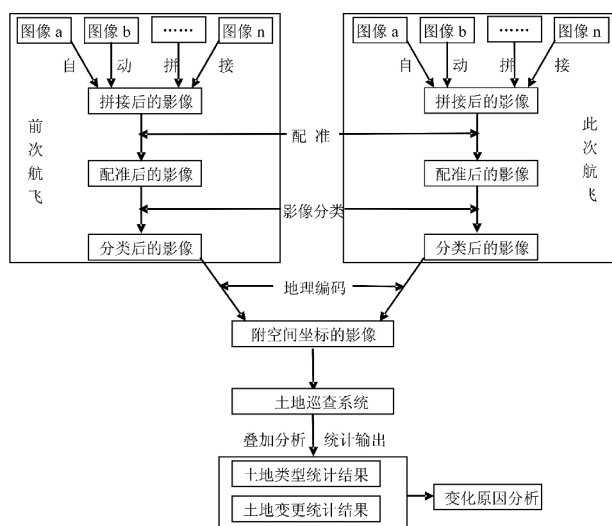 图像 a 图像 b …… 图像 n 图像 a 图像 b …… 图像 n
自 动 拼 接 自 动 拼 接
拼接后的影像 拼接后的影像
前次航飞 配 准 此次航飞
配准后的影像 配准后的影像
影像分类
分类后的影像 分类后的影像
地理编码
附空间坐标的影像
土地巡查系统
叠加分析 统计输出
土地类型统计结果
变化原因分析
土地变更统计结果